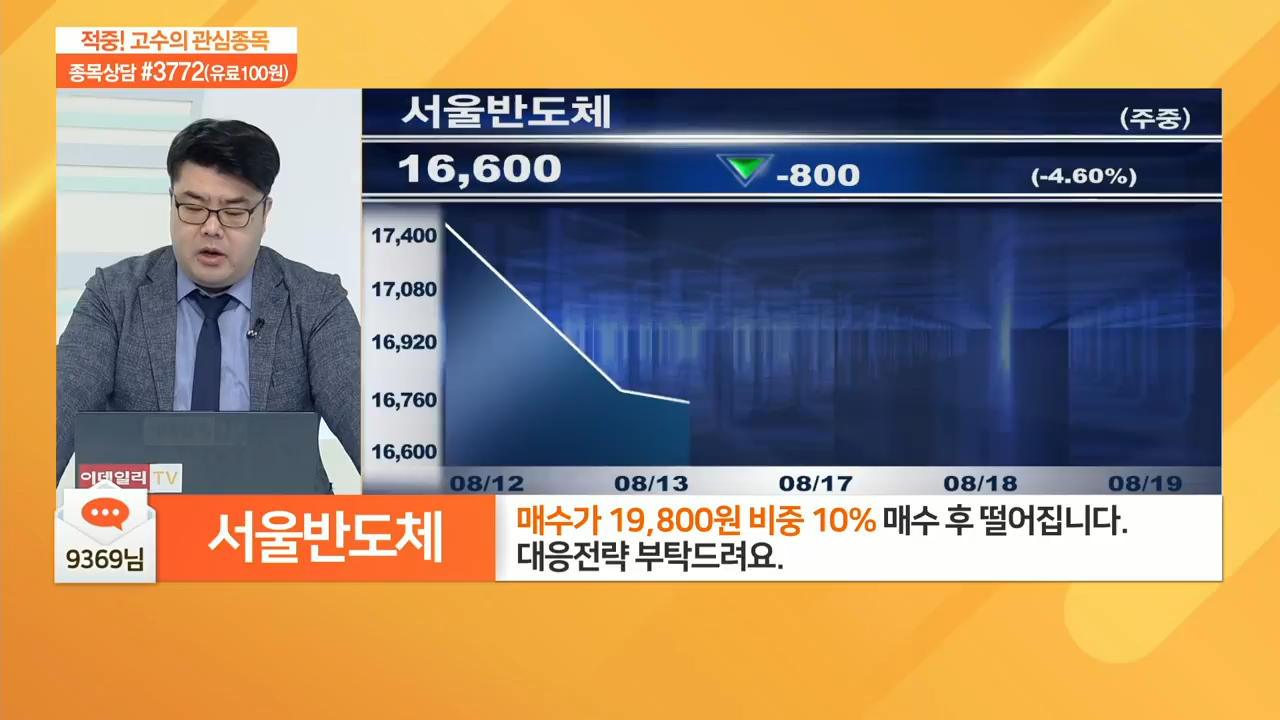 적중! 고수의 관심종목
종목상담 #3772(유료100원)
서울반도체
(주중)
16,600
-800
(-4.60%)
17,400
17,080
16,920
16,760
16,600
08/12
08/13
08/17
08/18
08/19
이데일리 TV
9369님
서울반도체
매수가 19,800원 비중 10% 매수 후 떨어집니다.
대응전략 부탁드려요.